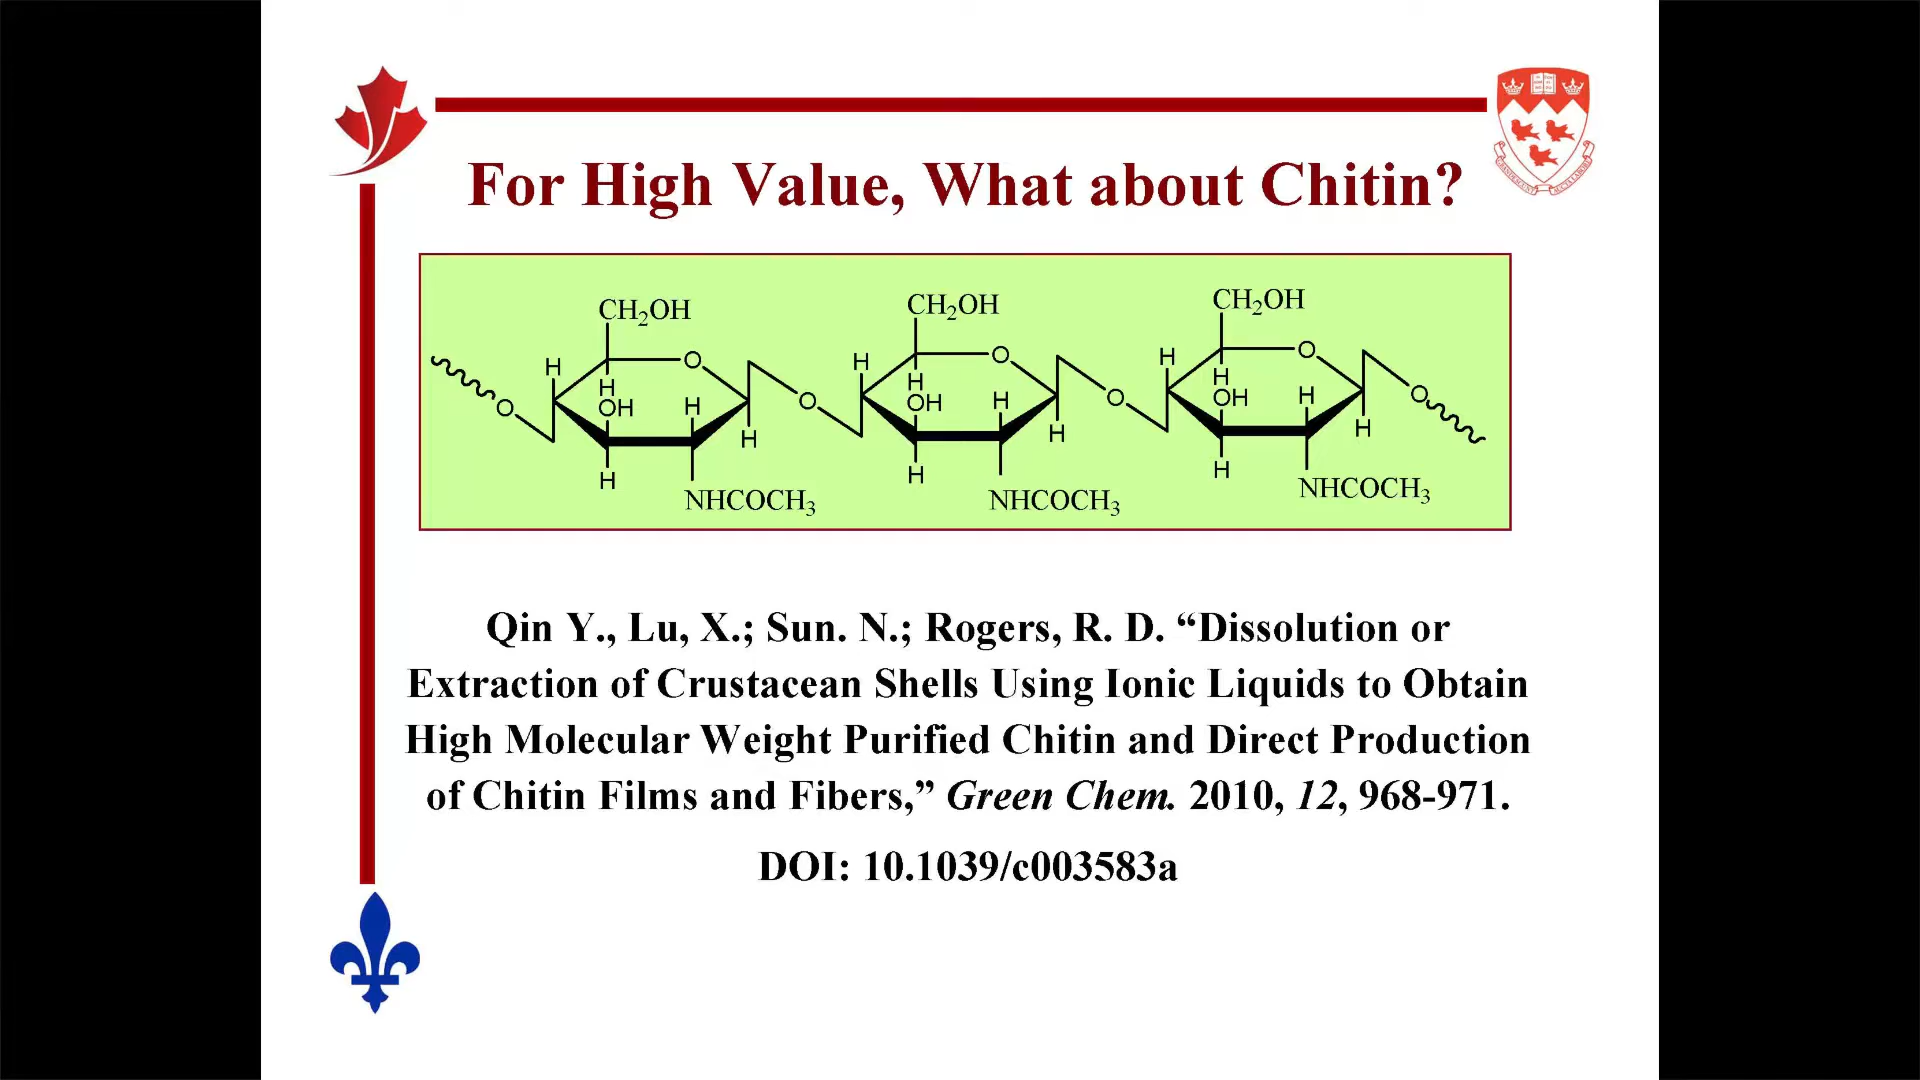 For High Value, What about Chitin?
CH₂OH CH₂OH CH₂OH
H O H O H O
H H H
O OH H O OH H O OH H O
H H H
H H H
NHCOCH₃ NHCOCH₃ NHCOCH₃
Qin Y., Lu, X.; Sun. N.; Rogers, R. D. “Dissolution or
Extraction of Crustacean Shells Using Ionic Liquids to Obtain
High Molecular Weight Purified Chitin and Direct Production
of Chitin Films and Fibers,” Green Chem. 2010, 12, 968-971.
DOI: 10.1039/c003583a